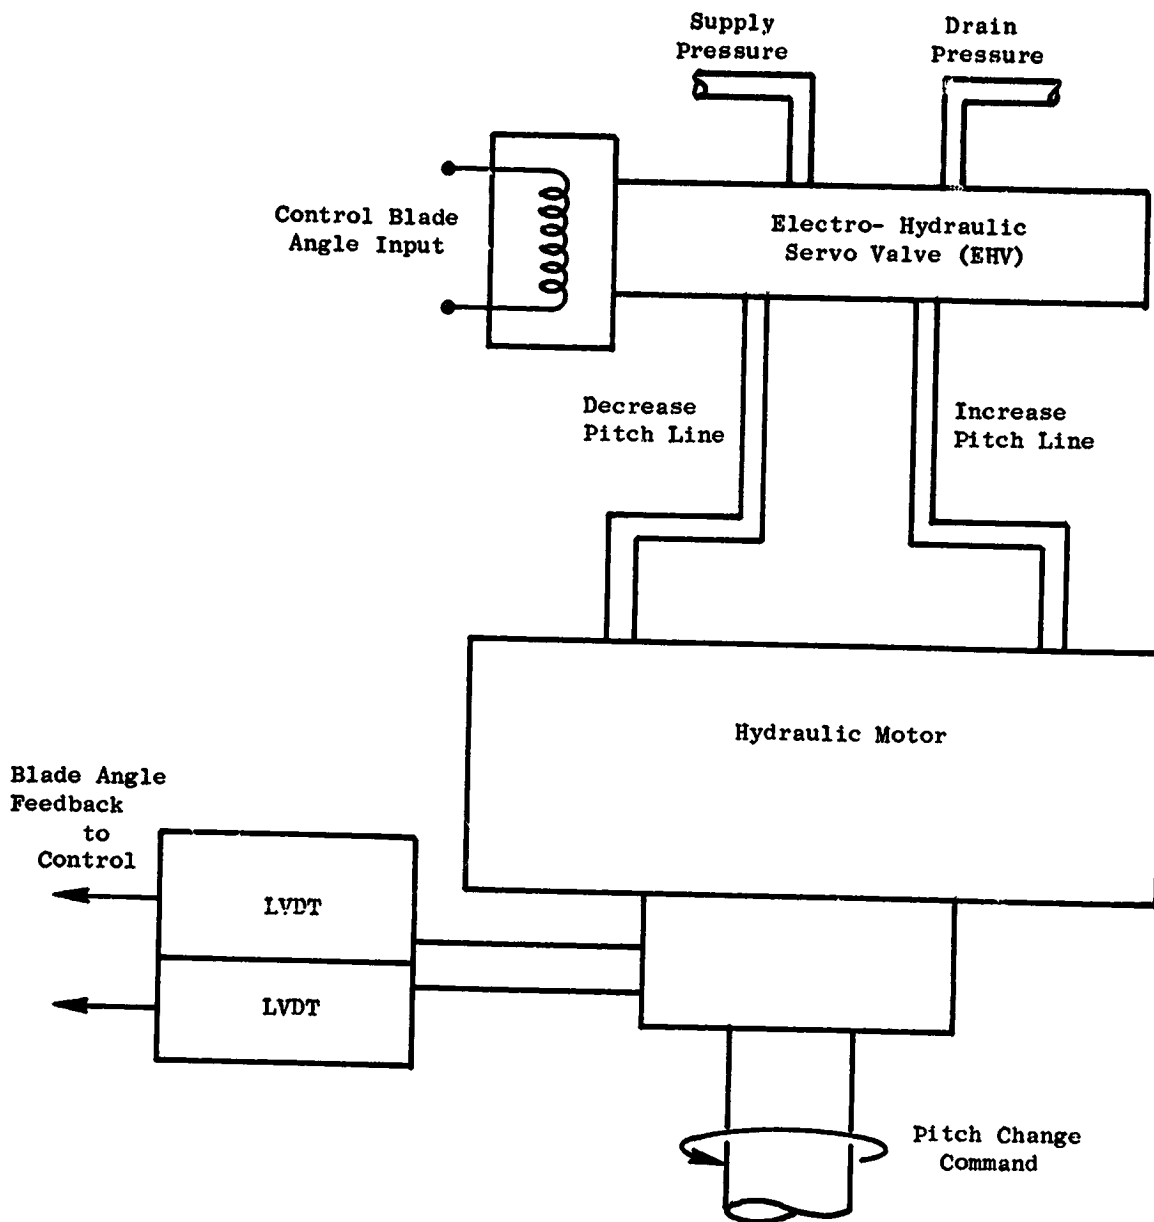 Supply
Pressure
Drain
Pressure
Control Blade
Angle Input
Electro- Hydraulic
Servo Valve (EHV)
Decrease
Pitch Line
Increase
Pitch Line
Hydraulic Motor
Blade Angle
Feedback
to
Control
LVDT
LVDT
Pitch Change
Command